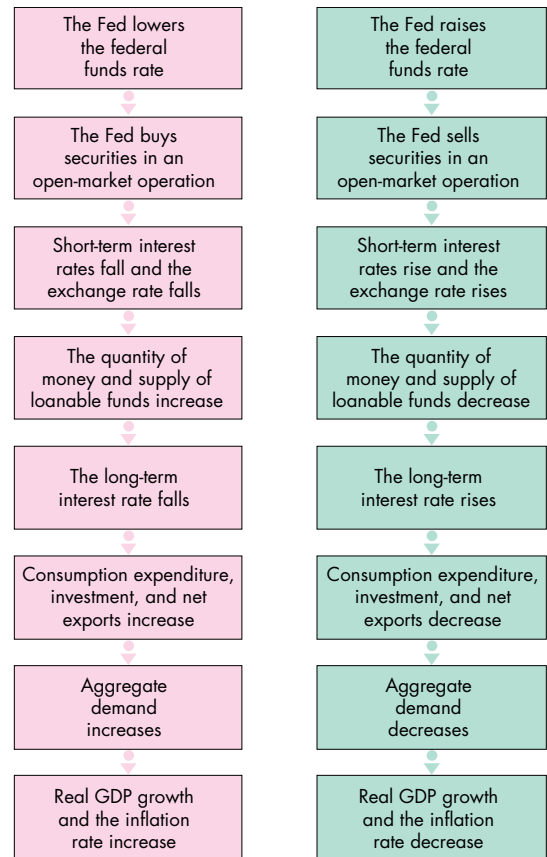 The Fed lowers
the federal
funds rate
The Fed buys
securities in an
open-market operation
Short-term interest
rates fall and the
exchange rate falls
The quantity of
money and supply of
loanable funds increase
The long-term
interest rate falls
Consumption expenditure,
investment, and net
exports increase
Aggregate
demand
increases
Real GDP growth
and the inflation
rate increase
The Fed raises
the federal
funds rate
The Fed sells
securities in an
open-market operation
Short-term interest
rates rise and the
exchange rate rises
The quantity of
money and supply of
loanable funds decrease
The long-term
interest rate rises
Consumption expenditure,
investment, and net
exports decrease
Aggregate
demand
decreases
Real GDP growth
and the inflation
rate decrease